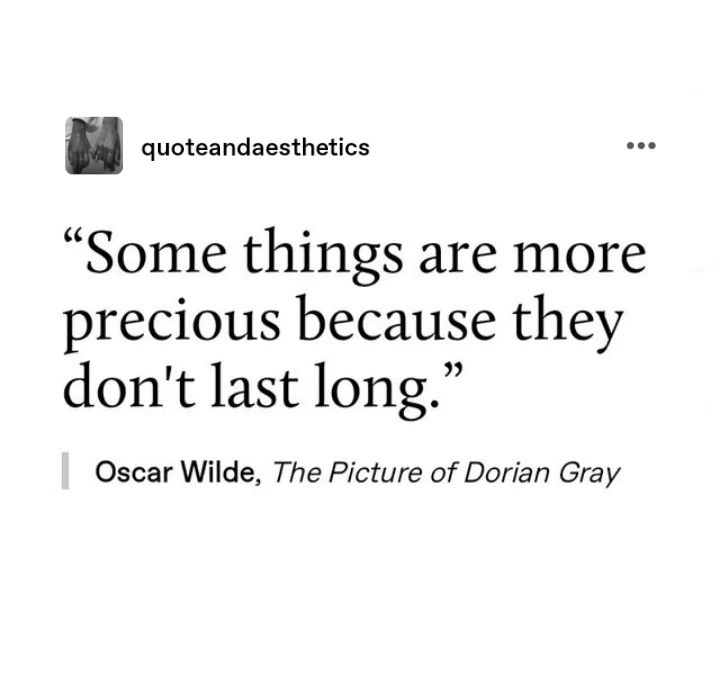 quoteandaesthetics
“Some things are more
precious because they
don't last long.”
Oscar Wilde, The Picture of Dorian Gray